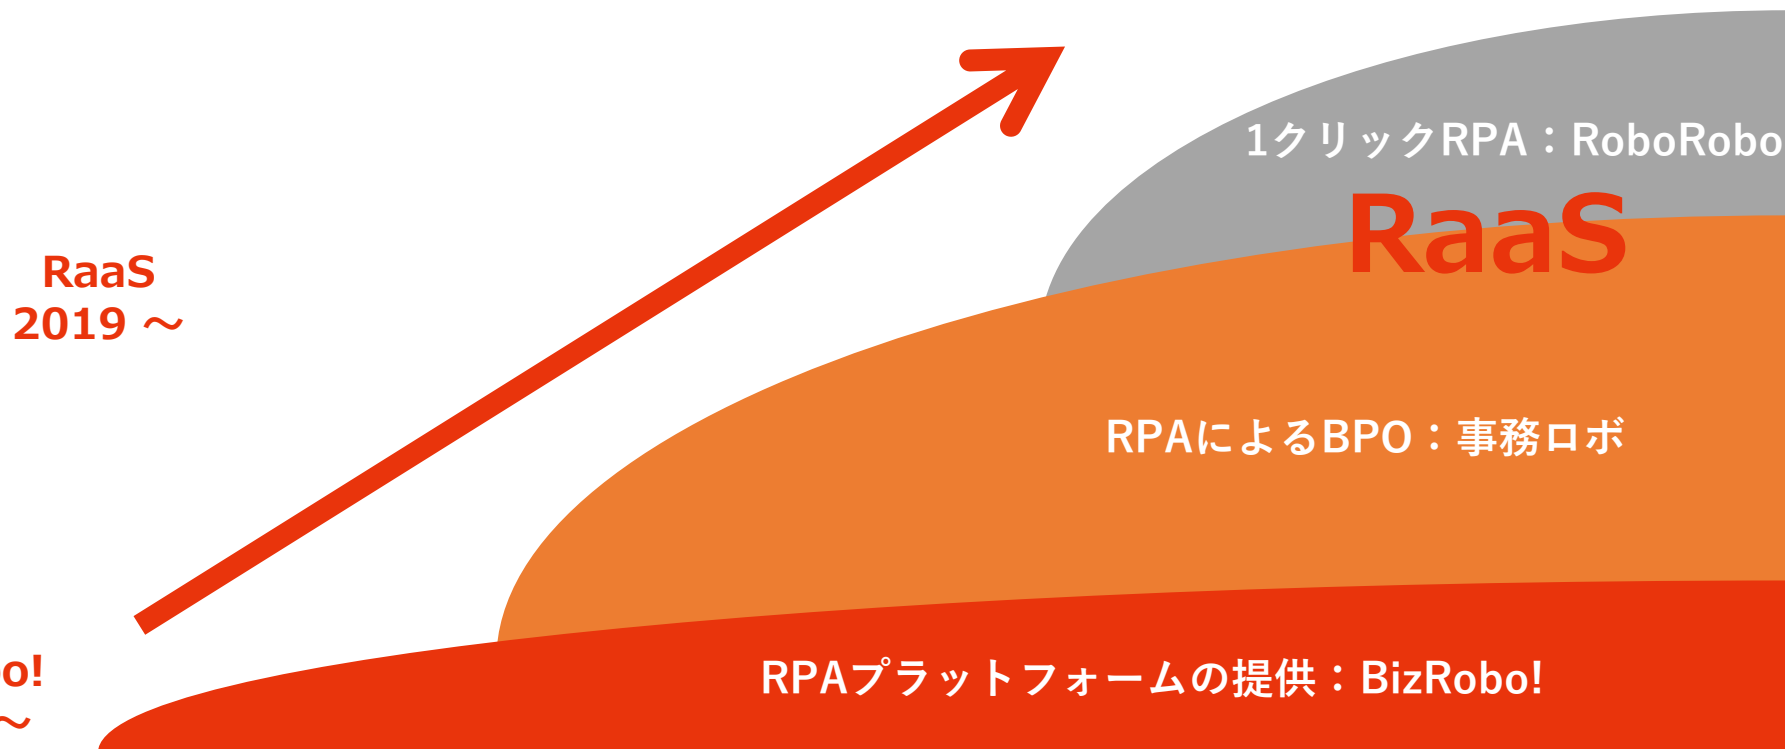 1クリックRPA：RoboRobo
RaaS
RaaS
2019 ～
RPAによるBPO：事務ロボ
o!
～
RPAプラットフォームの提供：BizRobo!